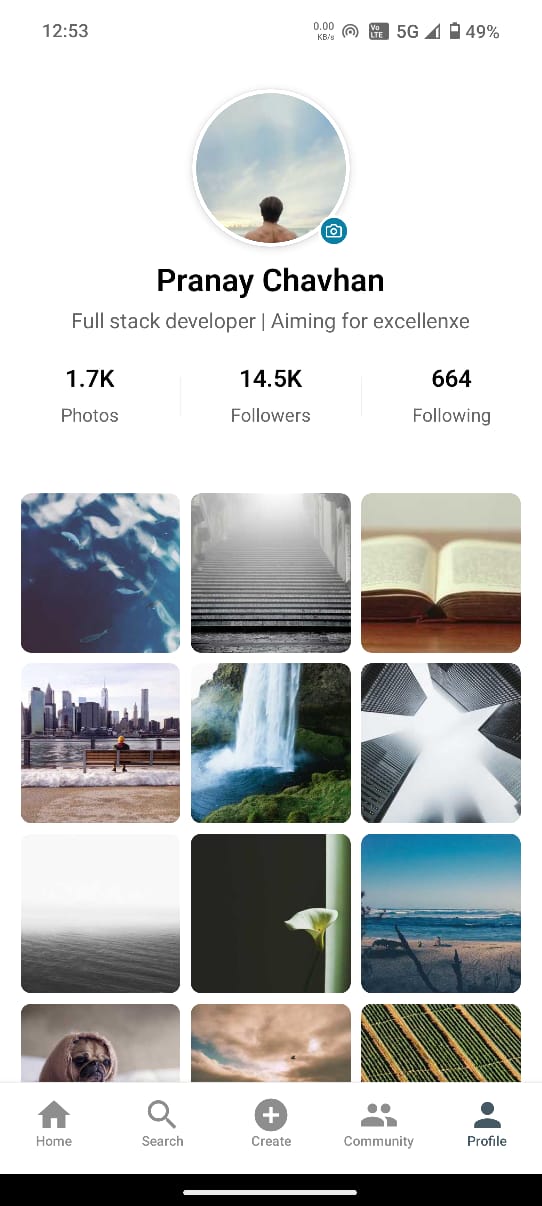 12:53
0.00
KB/s
Vo
LTE
5G
49%
Pranay Chavhan
Full stack developer | Aiming for excellenxe
1.7K
14.5K
664
Photos
Followers
Following
Home
Search
Create
Community
Profile